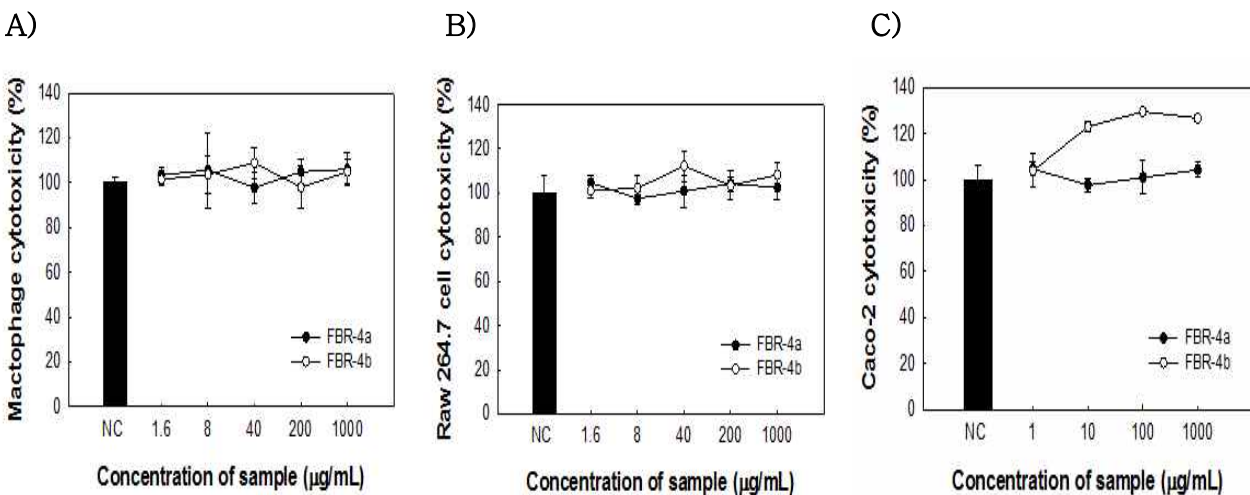 A)
B)
C)
Mactophage cytotoxicity (%)
140
120
100
80
60
40
20
0
FBR-4a
FBR-4b
NC 1.6 8 40 200 1000
Concentration of sample (μg/mL)
Raw 264.7 cell cytotoxicity (%)
140
120
100
80
60
40
20
0
FBR-4a
FBR-4b
NC 1.6 8 40 200 1000
Concentration of sample (μg/mL)
Caco-2 cytotoxicity (%)
140
120
100
80
60
40
20
0
FBR-4a
FBR-4b
NC 1 10 100 1000
Concentration of sample (μg/mL)